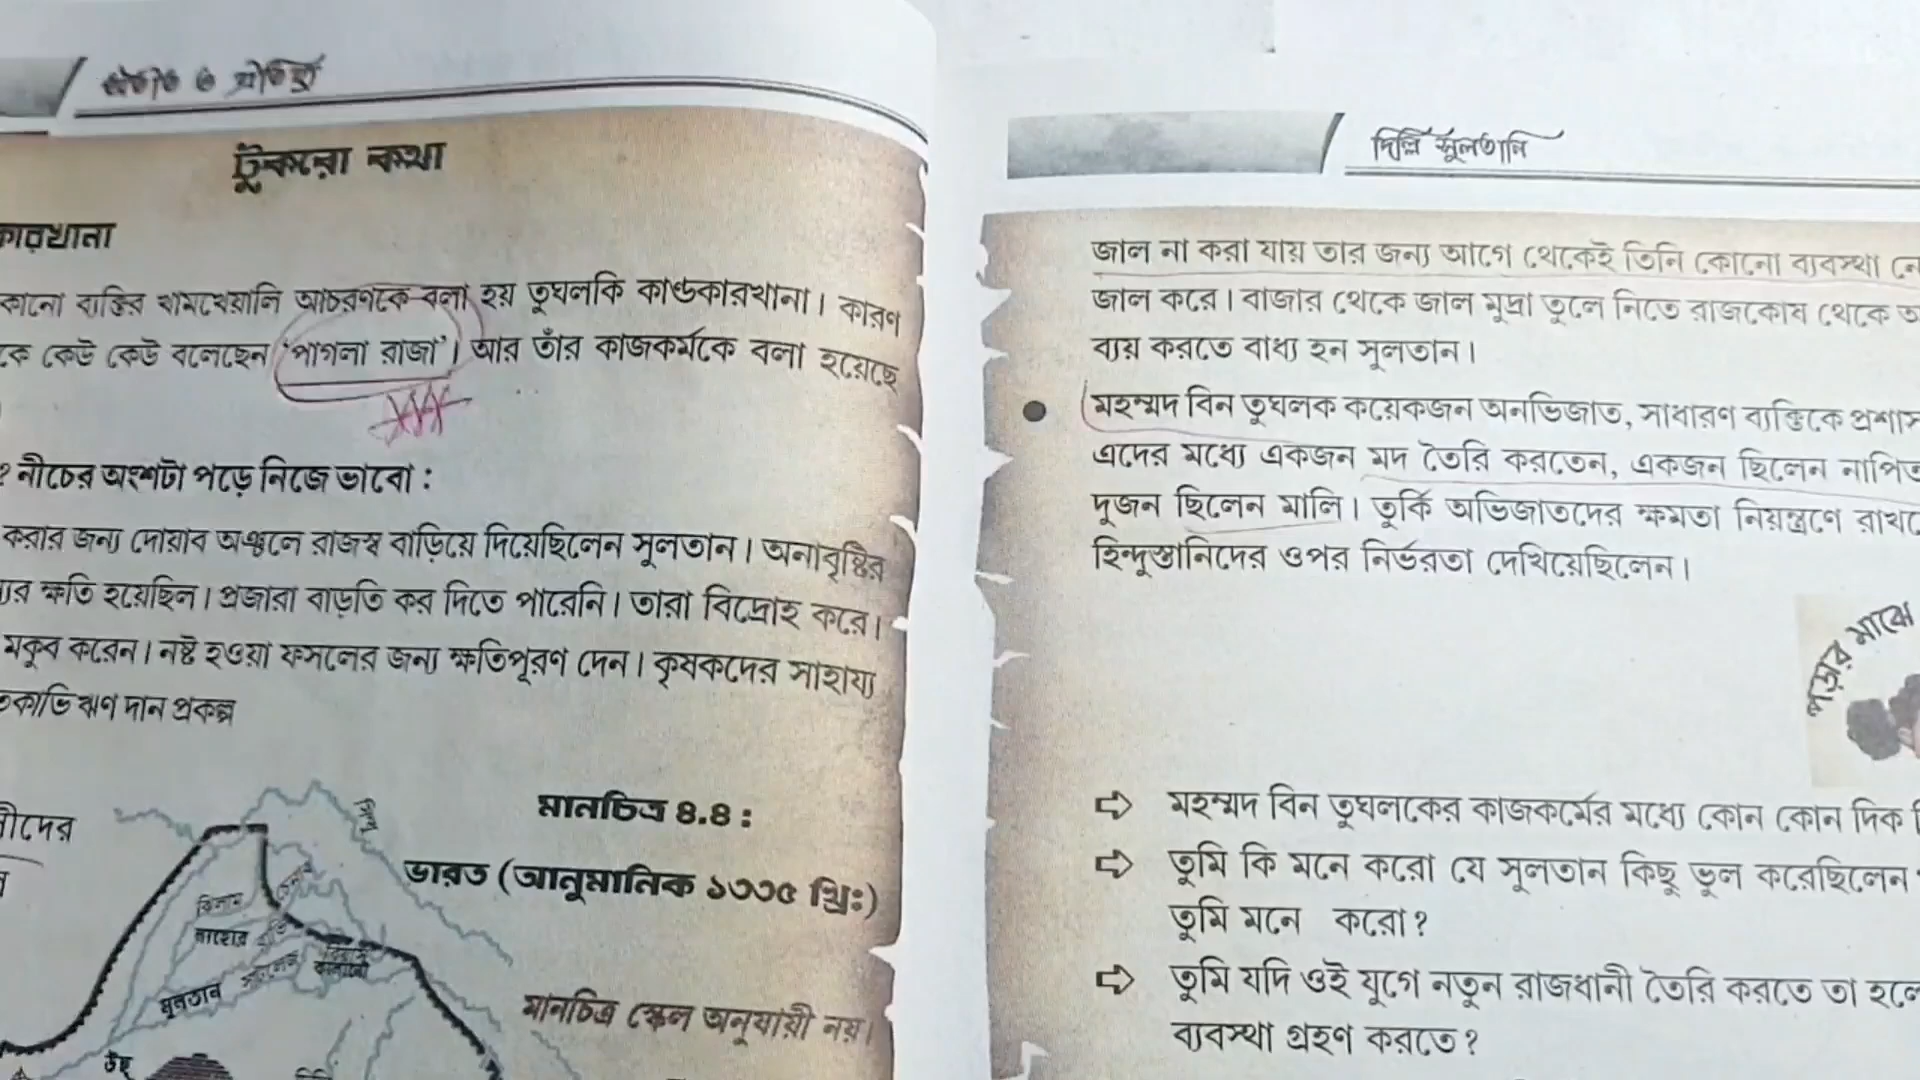 অতীত ও ঐতিহ্য
টুকরো কথা
কারখানা
ব্যক্তির খামখেয়ালি আচরণকে বলা হয় তুঘলকি কাণ্ডকারখানা। কারণ
কে কেউ কেউ বলেছেন 'পাগলা রাজা'। আর তাঁর কাজকর্মকে বলা হয়েছে
? নীচের অংশটা পড়ে নিজে ভাবো :
করার জন্য দোয়াব অঞ্চলে রাজস্ব বাড়িয়ে দিয়েছিলেন সুলতান। অনাবৃষ্টির
ক্ষতি হয়েছিল। প্রজারা বাড়তি কর দিতে পারেনি। তারা বিদ্রোহ করে।
মকুব করেন। নষ্ট হওয়া ফসলের জন্য ক্ষতিপূরণ দেন। কৃষকদের সাহায্য
ঋণ দান প্রকল্প
মানচিত্র ৪.৪ :
ভারত (আনুমানিক ১৩৩৫ খ্রিঃ)
ঝিলাম
লাহোর
মুলতান
মানচিত্র স্কেল অনুযায়ী নয়।
উছ
দিল্লি সুলতানি
জাল না করা যায় তার জন্য আগে থেকেই তিনি কোনো ব্যবস্থা
জাল করে। বাজার থেকে জাল মুদ্রা তুলে নিতে রাজকোষ থেকে
ব্যয় করতে বাধ্য হন সুলতান।
● মহম্মদ বিন তুঘলক কয়েকজন অনভিজাত, সাধারণ ব্যক্তিকে
এদের মধ্যে একজন মদ তৈরি করতেন, একজন ছিলেন নাপিত
দুজন ছিলেন মালি। তুর্কি অভিজাতদের ক্ষমতা নিয়ন্ত্রণে
হিন্দুস্তানিদের ওপর নির্ভরতা দেখিয়েছিলেন।
পড়ার মাঝে
⇨ মহম্মদ বিন তুঘলকের কাজকর্মের মধ্যে কোন কোন দিক
⇨ তুমি কি মনে করো যে সুলতান কিছু ভুল করেছিলেন
তুমি মনে করো?
⇨ তুমি যদি ওই যুগে নতুন রাজধানী তৈরি করতে তা হলে
ব্যবস্থা গ্রহণ করতে?